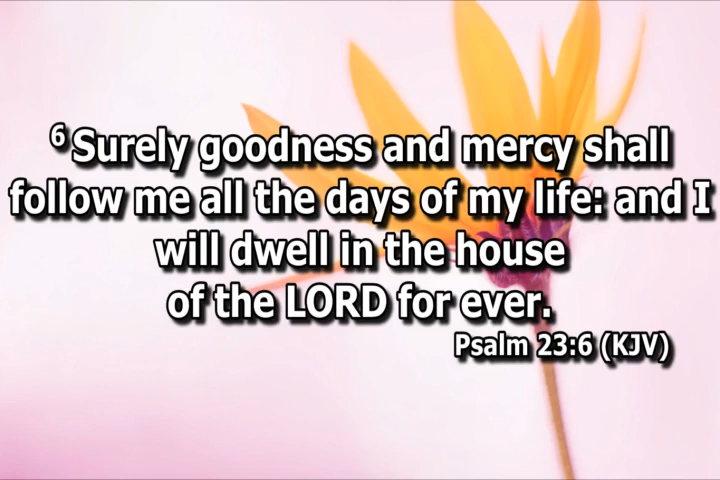 6 Surely goodness and mercy shall
follow me all the days of my life: and I
will dwell in the house
of the LORD for ever.
Psalm 23:6 (KJV)